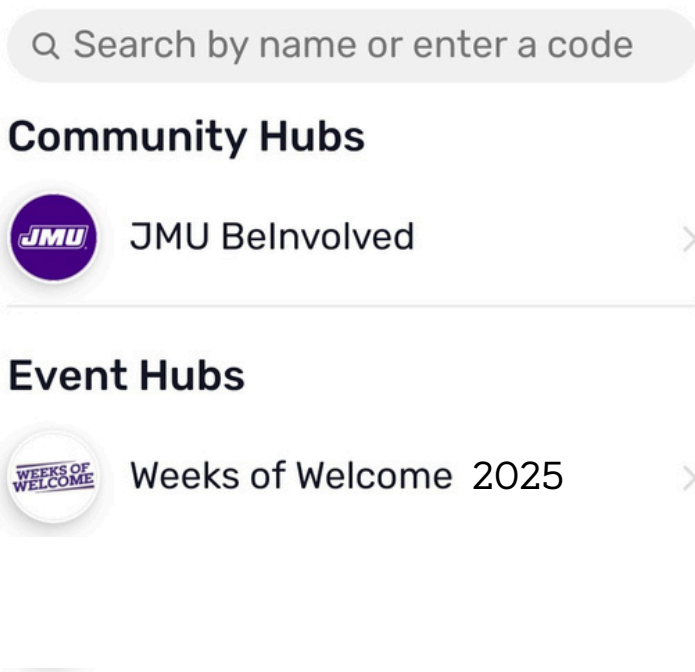 Search by name or enter a code
Community Hubs
JMU
JMU BeInvolved
Event Hubs
WEEKS OF
WELCOME
Weeks of Welcome 2025